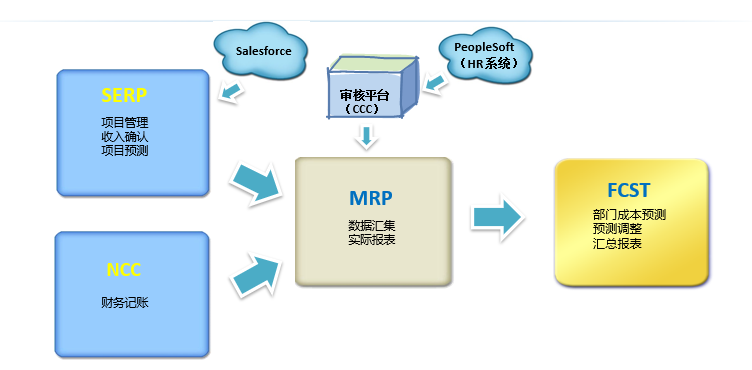 Salesforce
PeopleSoft
（HR系统）
SERP
项目管理
收入确认
项目预测
审核平台
（CCC）
MRP
数据汇集
实际报表
FCST
部门成本预测
预测调整
汇总报表
NCC
财务记账